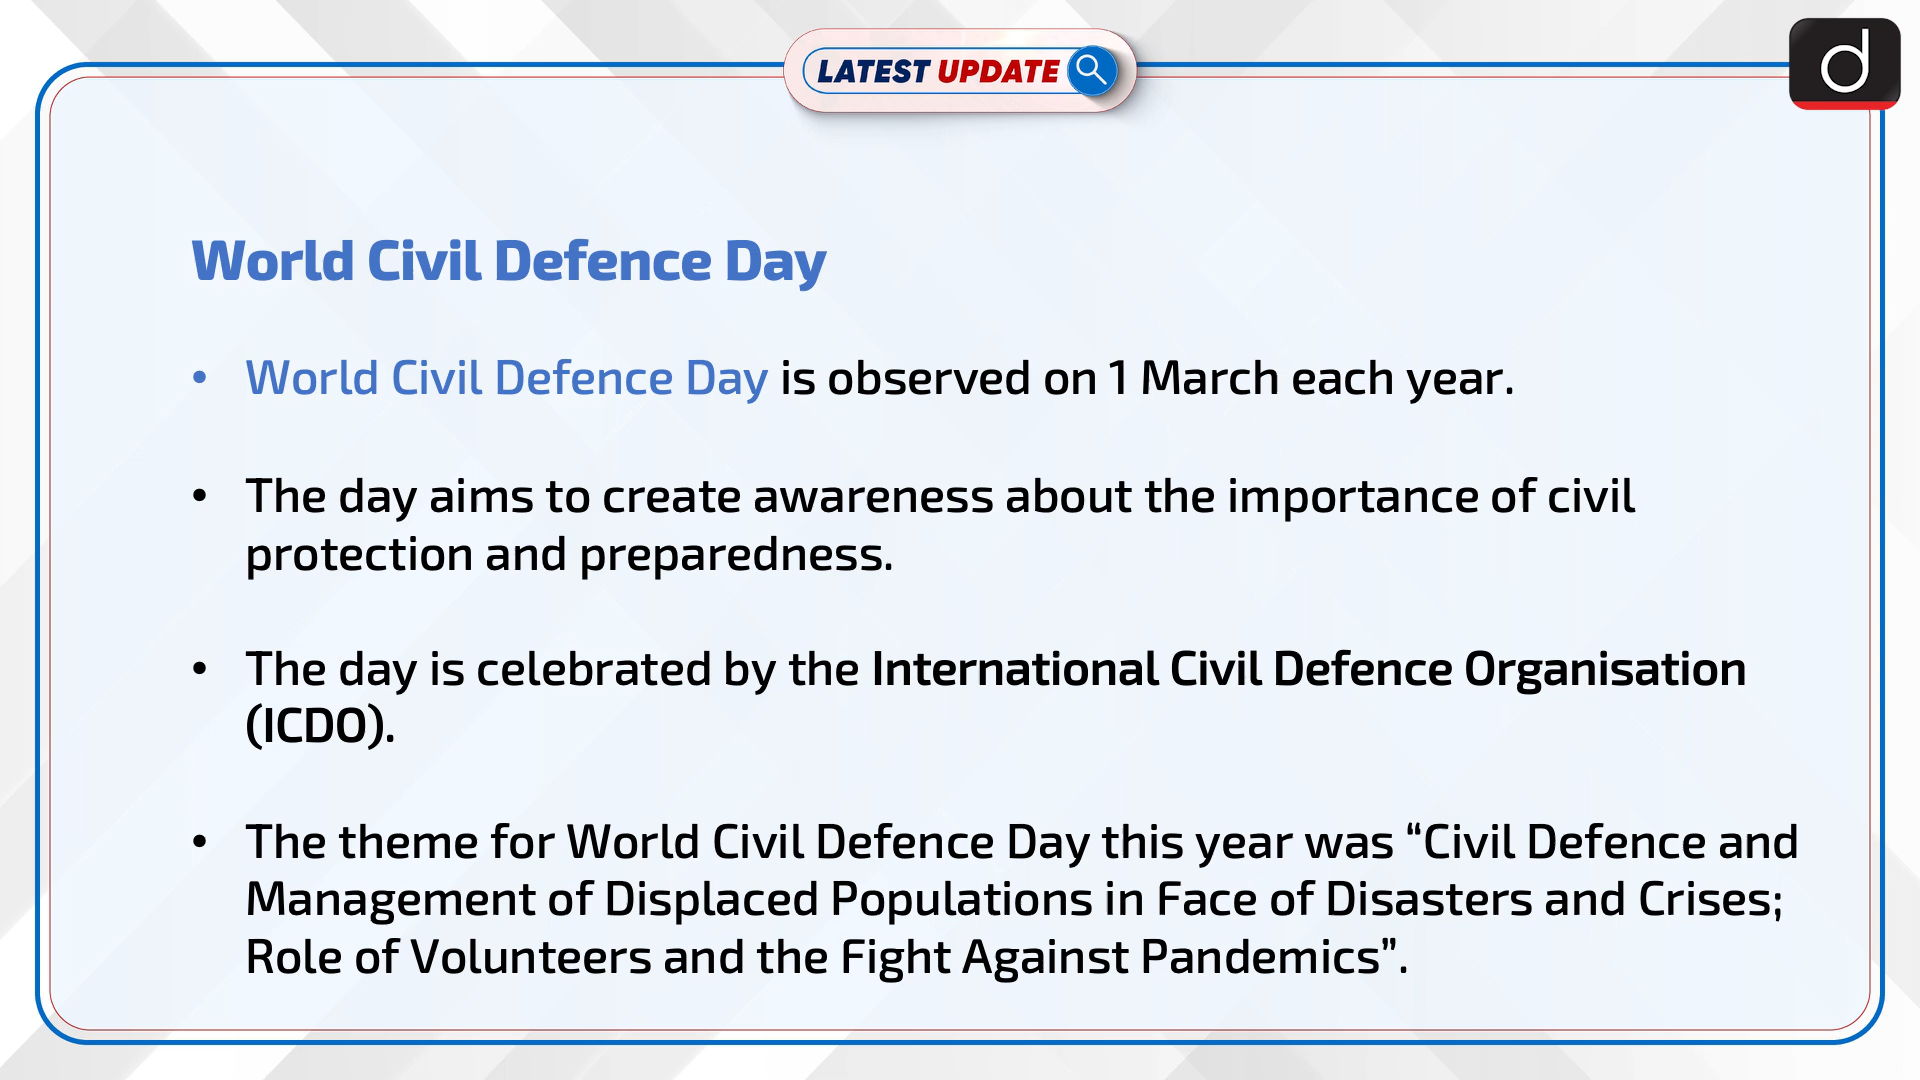 LATEST UPDATE
d
World Civil Defence Day
• World Civil Defence Day is observed on 1 March each year.
• The day aims to create awareness about the importance of civil
protection and preparedness.
• The day is celebrated by the International Civil Defence Organisation
(ICDO).
• The theme for World Civil Defence Day this year was “Civil Defence and
Management of Displaced Populations in Face of Disasters and Crises;
Role of Volunteers and the Fight Against Pandemics”.